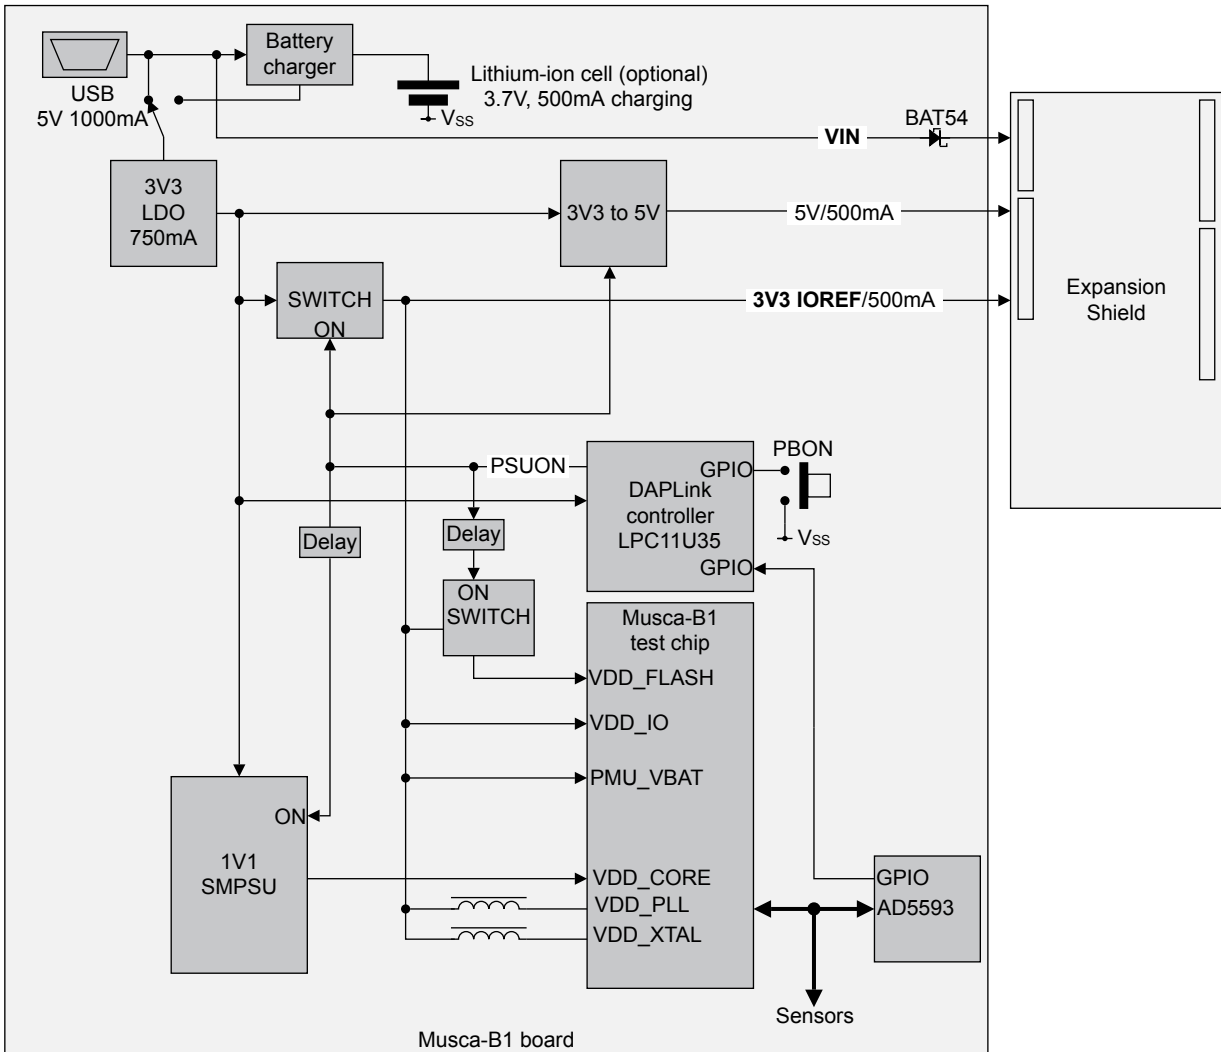 Battery
charger
USB
5V 1000mA
Lithium-ion cell (optional)
3.7V, 500mA charging
VSS
BAT54
VIN
3V3
LDO
750mA
3V3 to 5V
5V/500mA
SWITCH
ON
3V3 IOREF/500mA
Expansion
Shield
PSUON
GPIO
PBON
DAPLink
controller
LPC11U35
VSS
GPIO
Delay
Delay
ON
SWITCH
Musca-B1
test chip
VDD_FLASH
VDD_IO
PMU_VBAT
ON
1V1
SMPSU
VDD_CORE
VDD_PLL
VDD_XTAL
GPIO
AD5593
Sensors
Musca-B1 board